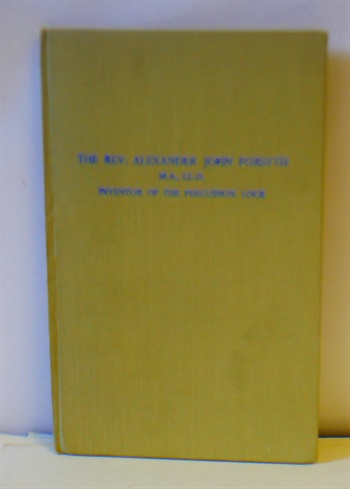 THE REV. ALEXANDER JOHN FORSYTH
M.A., LL.D.
INVENTOR OF THE PERCUSSION LOCK